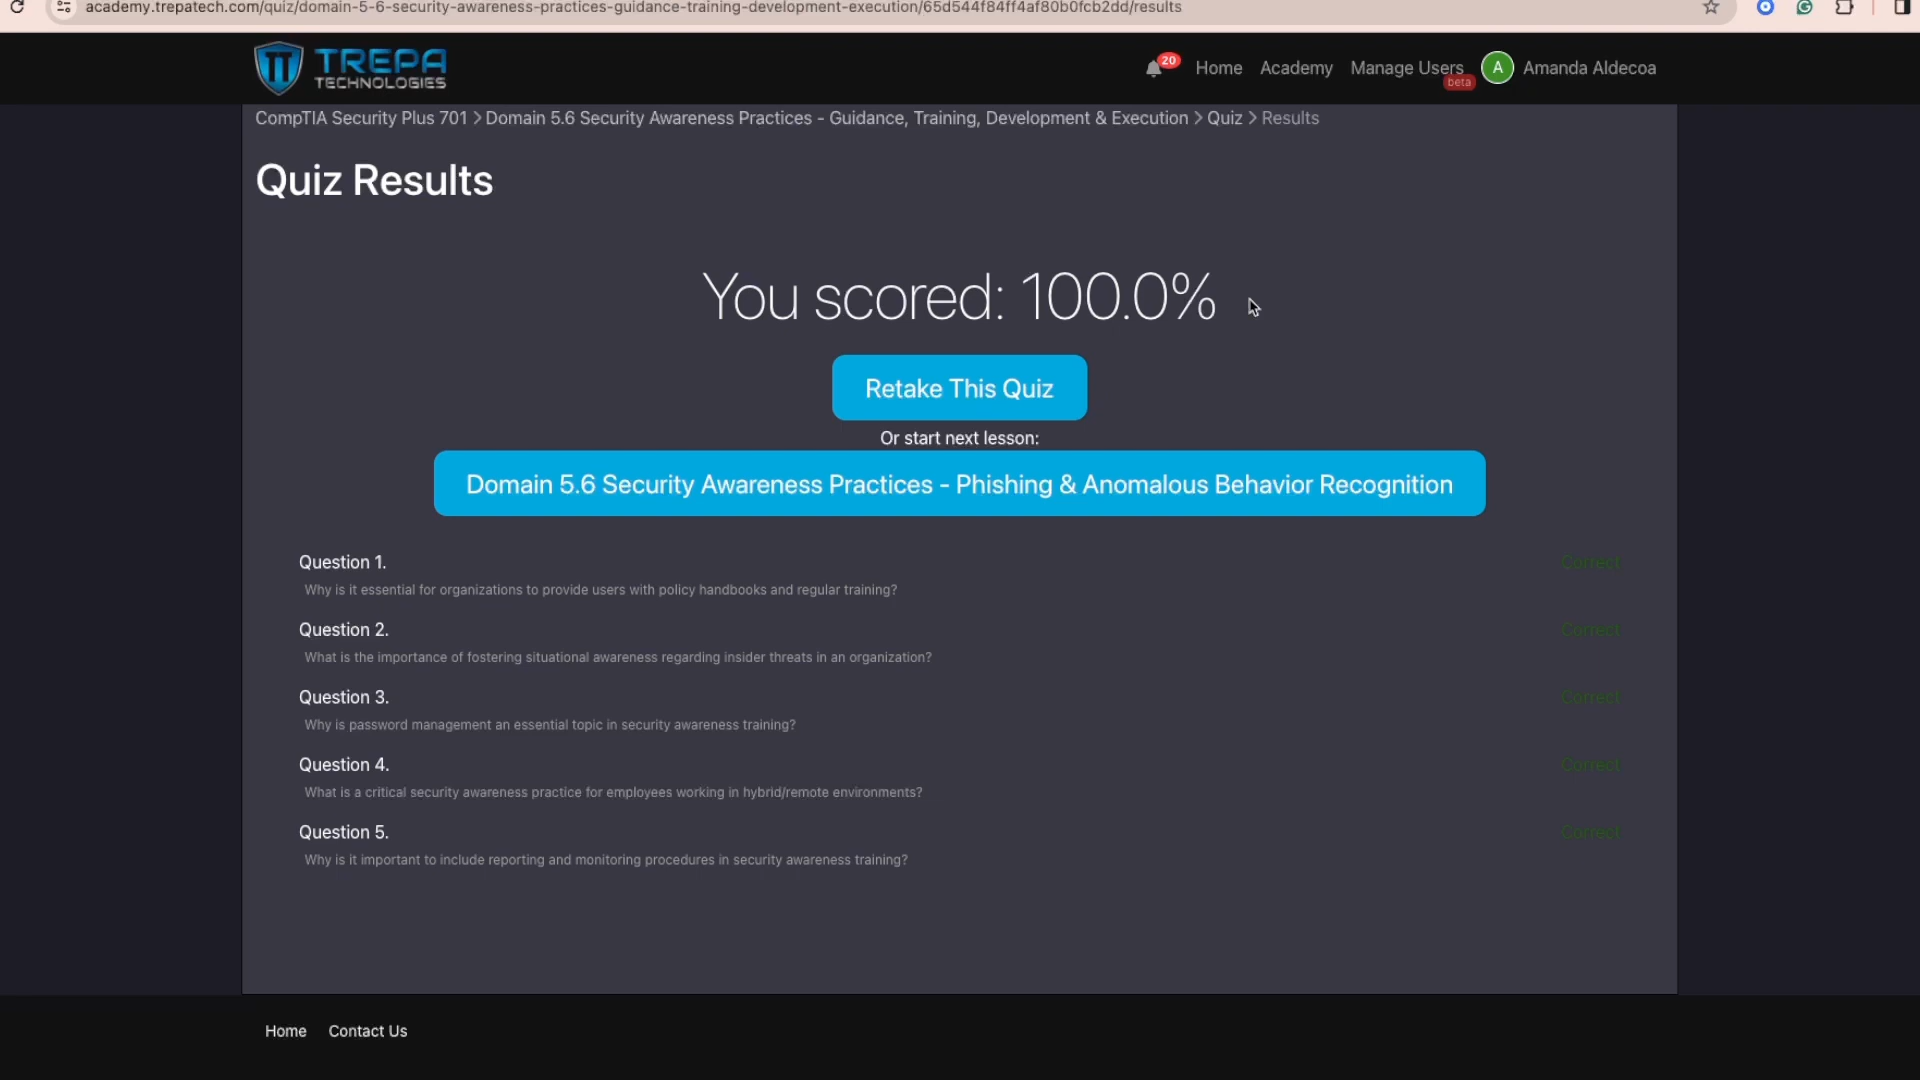 academy.trepatech.com/quiz/domain-5-6-security-awareness-practices-guidance-training-development-execution/65d544f84ff4af80b0fcb2dd/results
TREPA
TECHNOLOGIES
20
Home
Academy
Manage Users
beta
A
Amanda Aldecoa
CompTIA Security Plus 701 > Domain 5.6 Security Awareness Practices - Guidance, Training, Development & Execution > Quiz > Results
Quiz Results
You scored: 100.0%
Retake This Quiz
Or start next lesson:
Domain 5.6 Security Awareness Practices - Phishing & Anomalous Behavior Recognition
Question 1. Correct
Why is it essential for organizations to provide users with policy handbooks and regular training?
Question 2. Correct
What is the importance of fostering situational awareness regarding insider threats in an organization?
Question 3. Correct
Why is password management an essential topic in security awareness training?
Question 4. Correct
What is a critical security awareness practice for employees working in hybrid/remote environments?
Question 5. Correct
Why is it important to include reporting and monitoring procedures in security awareness training?
Home Contact Us